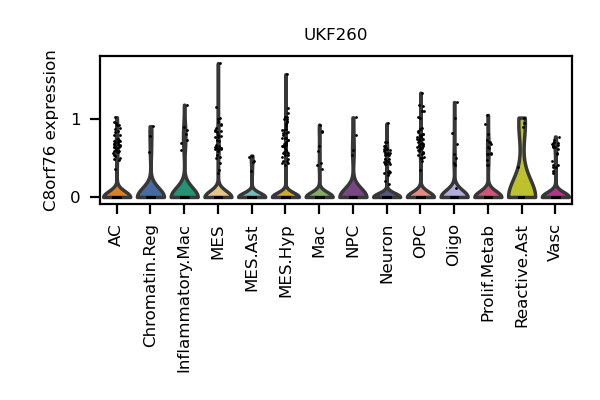 UKF260
C8orf76 expression
1
0
AC
Chromatin.Reg
Inflammatory.Mac
MES
MES.Ast
MES.Hyp
Mac
NPC
Neuron
OPC
Oligo
Prolif.Metab
Reactive.Ast
Vasc